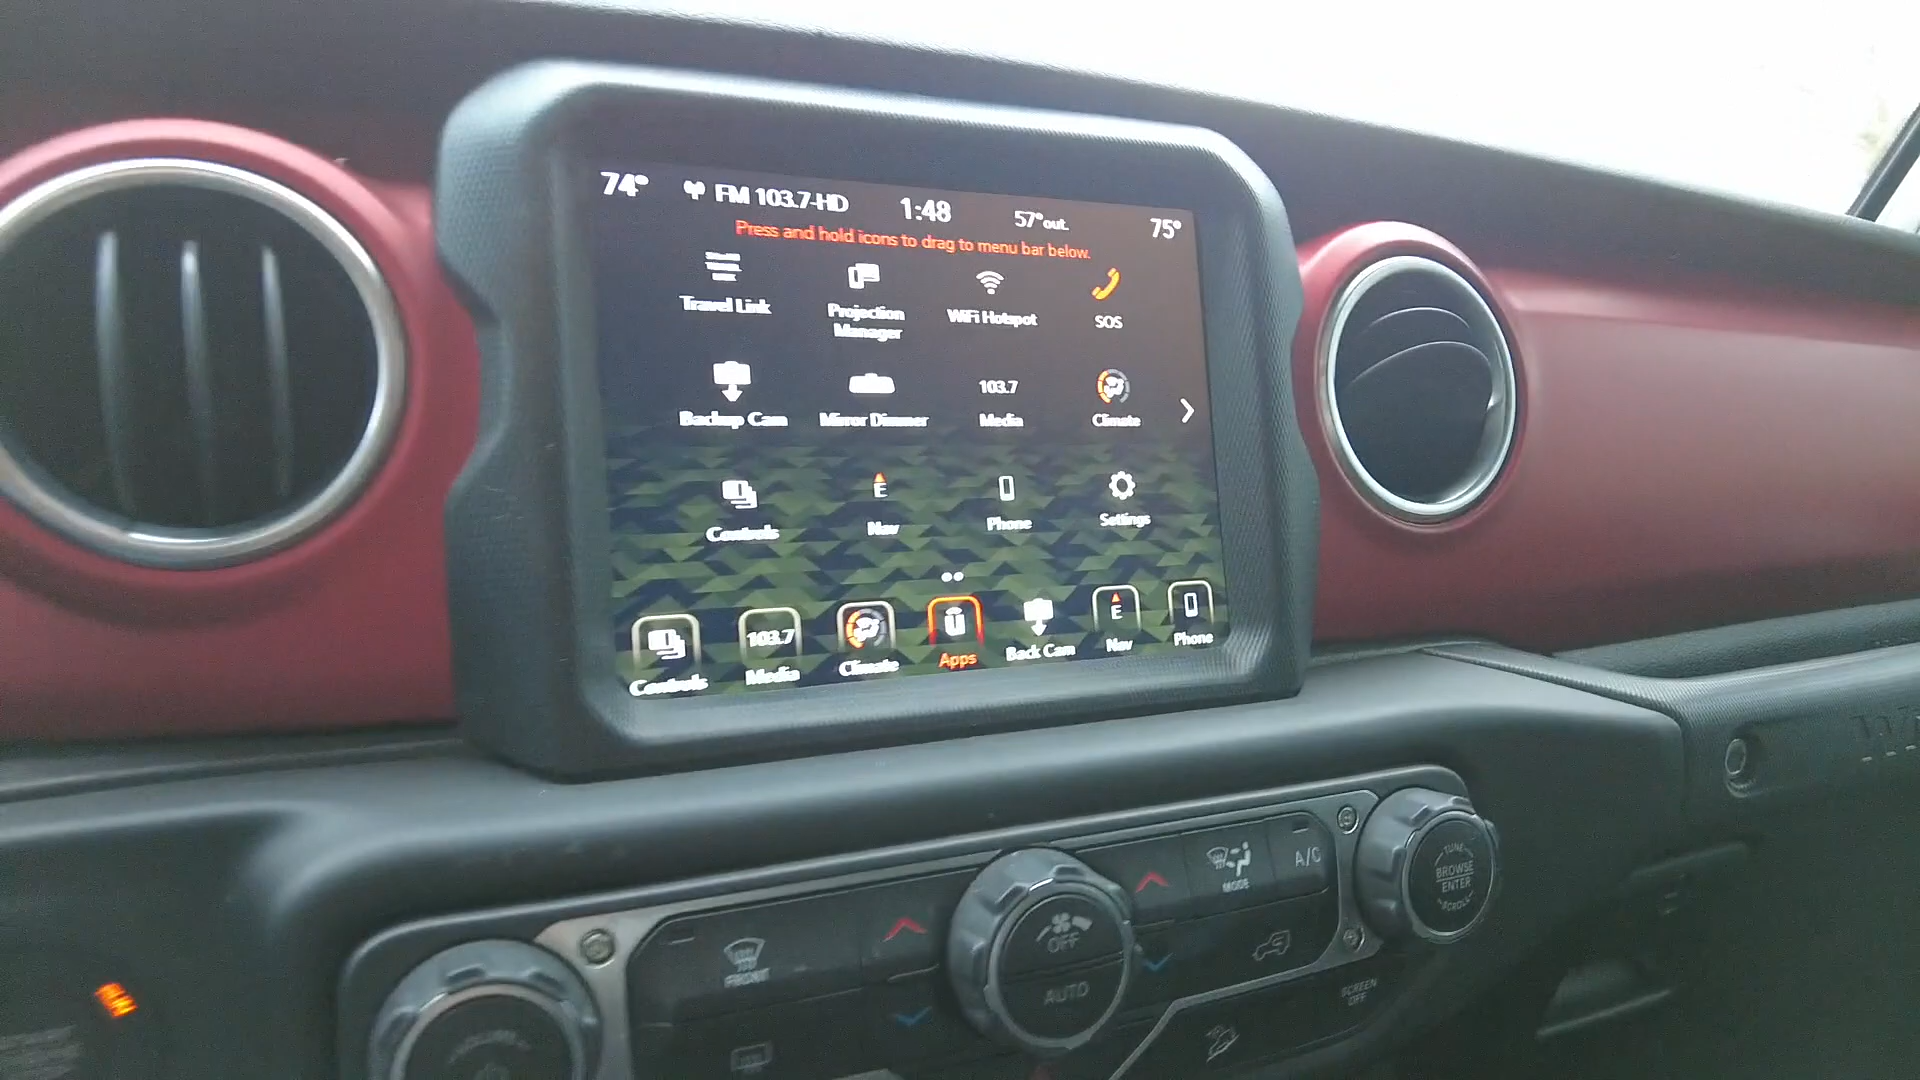 74° FM 103.7-HD 1:48 57°out. 75°
Press and hold icons to drag to menu bar below.
Travel Link
Projection
Manager
WiFi Hotspot
SOS
Backup Cam
Mirror Dimmer
103.7
Media
Climate
Controls
E
Nav
Phone
Settings
Controls
103.7
Media
Climate
Apps
Back Cam
E
Nav
Phone
FRONT
OFF
AUTO
MODE
A/C
TUNE
BROWSE
ENTER
SCROLL
SCREEN
OFF